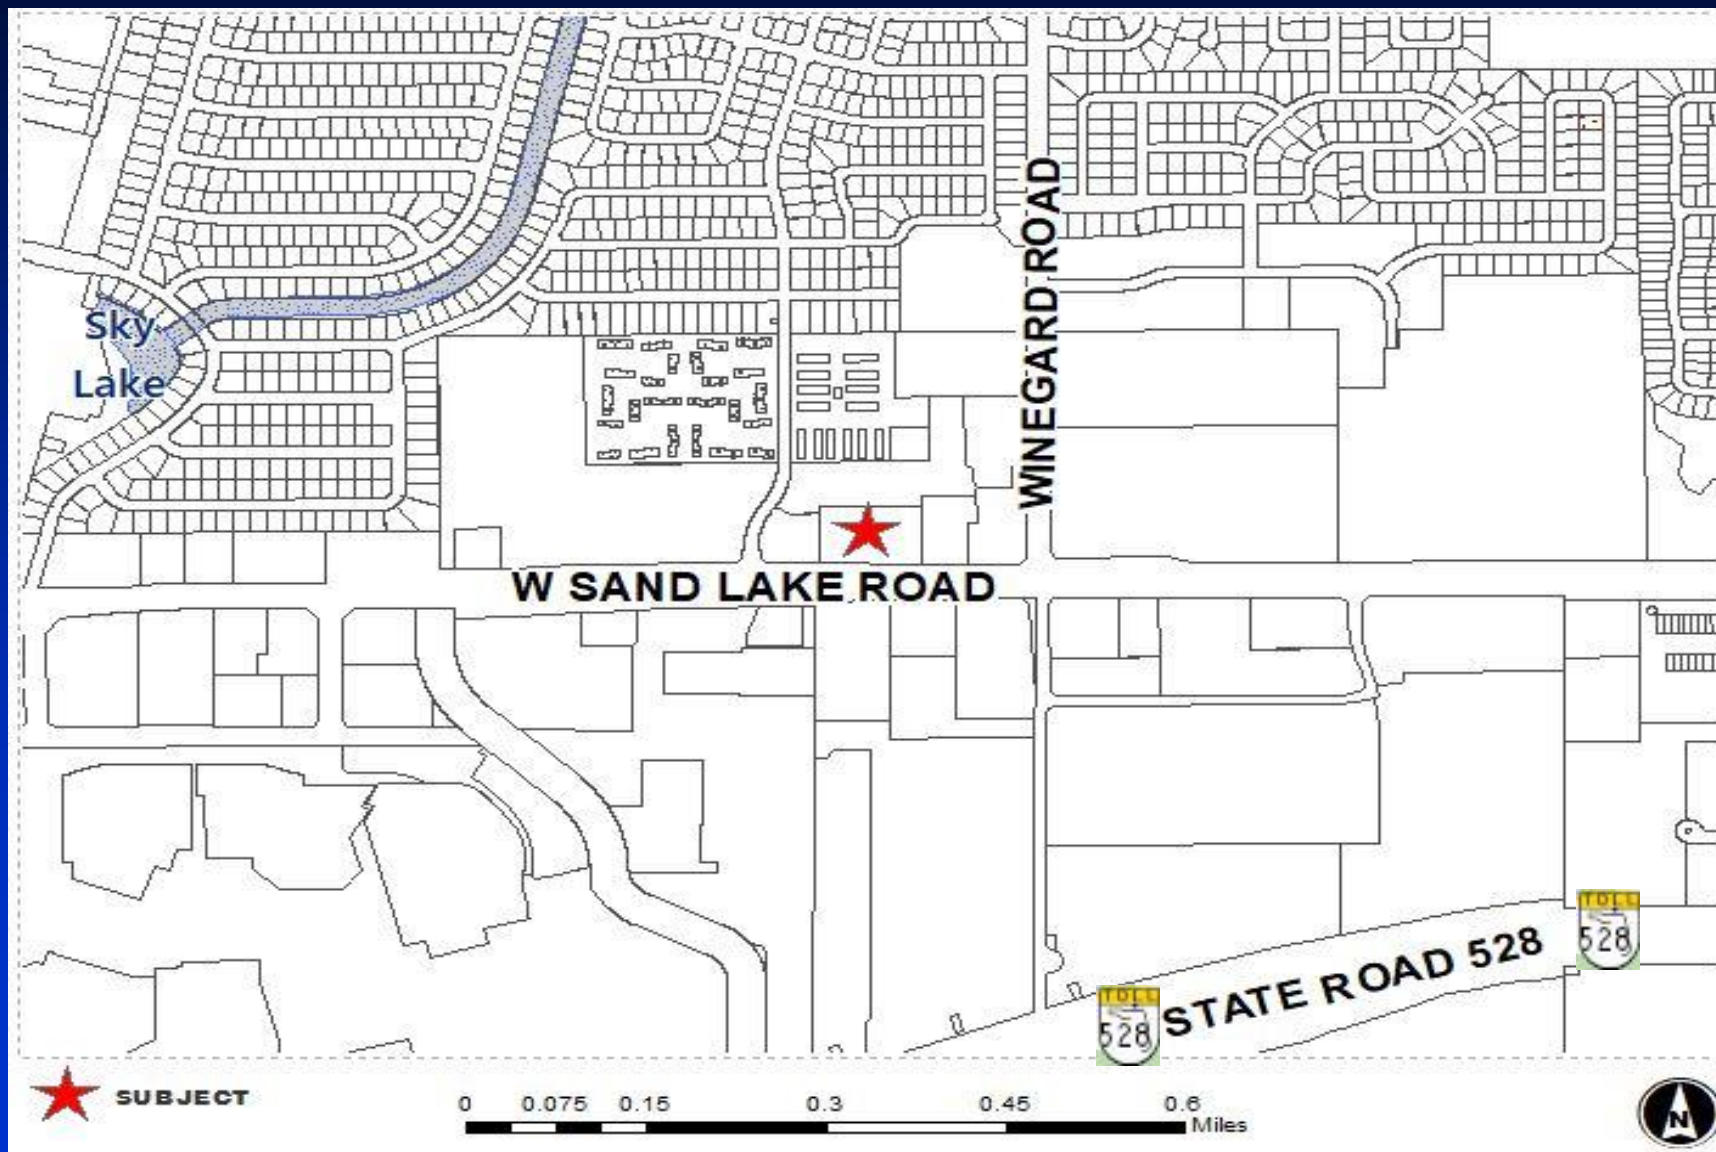 WINEGARD ROAD
Sky
Lake
W SAND LAKE ROAD
TOLL
528
STATE ROAD 528
TOLL
528
SUBJECT
0 0.075 0.15 0.3 0.45 0.6
Miles
N